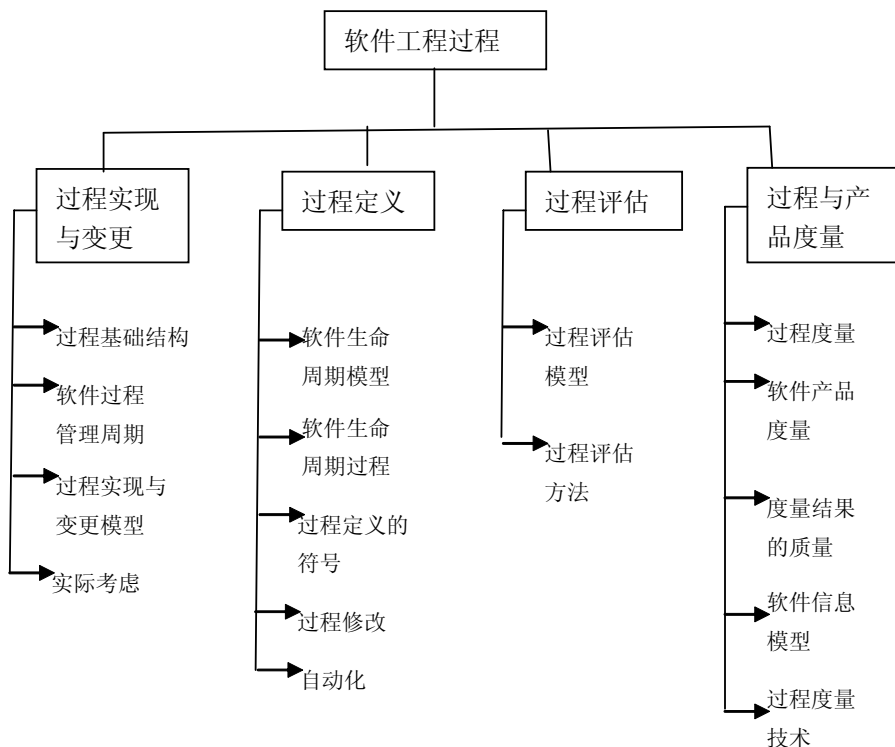 软件工程过程
过程实现
与变更
过程基础结构
软件过程
管理周期
过程实现与
变更模型
实际考虑
过程定义
软件生命
周期模型
软件生命
周期过程
过程定义的
符号
过程修改
自动化
过程评估
过程评估
模型
过程评估
方法
过程与产
品度量
过程度量
软件产品
度量
度量结果
的质量
软件信息
模型
过程度量
技术